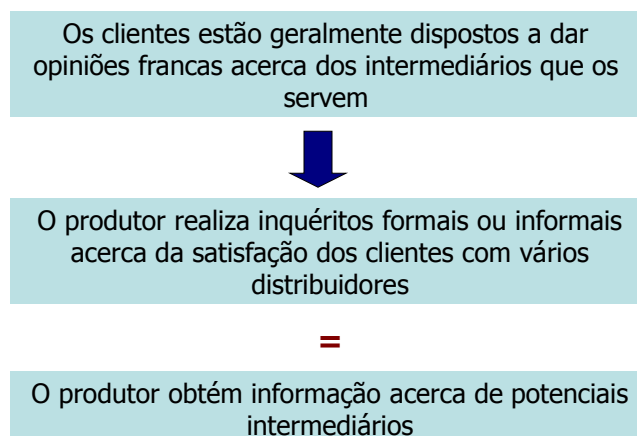 Os clientes estão geralmente dispostos a dar
opiniões francas acerca dos intermediários que os
servem
O produtor realiza inquéritos formais ou informais
acerca da satisfação dos clientes com vários
distribuidores
=
O produtor obtém informação acerca de potenciais
intermediários